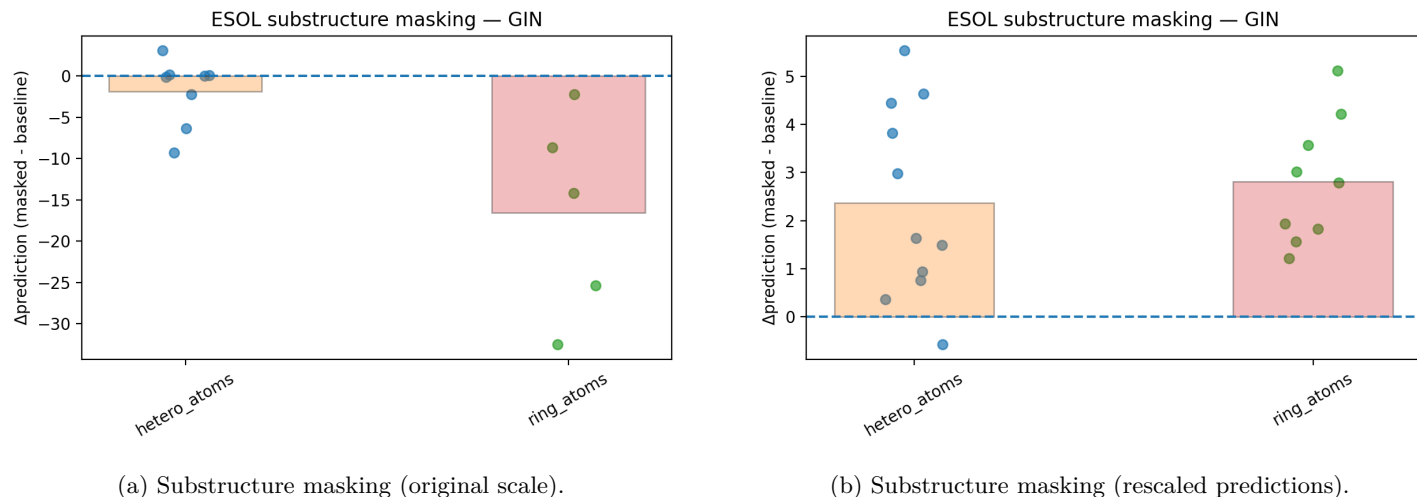 ESOL substructure masking — GIN
Δprediction (masked - baseline)
0
−5
−10
−15
−20
−25
−30
hetero_atoms
ring_atoms
(a) Substructure masking (original scale).
ESOL substructure masking — GIN
Δprediction (masked - baseline)
5
4
3
2
1
0
hetero_atoms
ring_atoms
(b) Substructure masking (rescaled predictions).